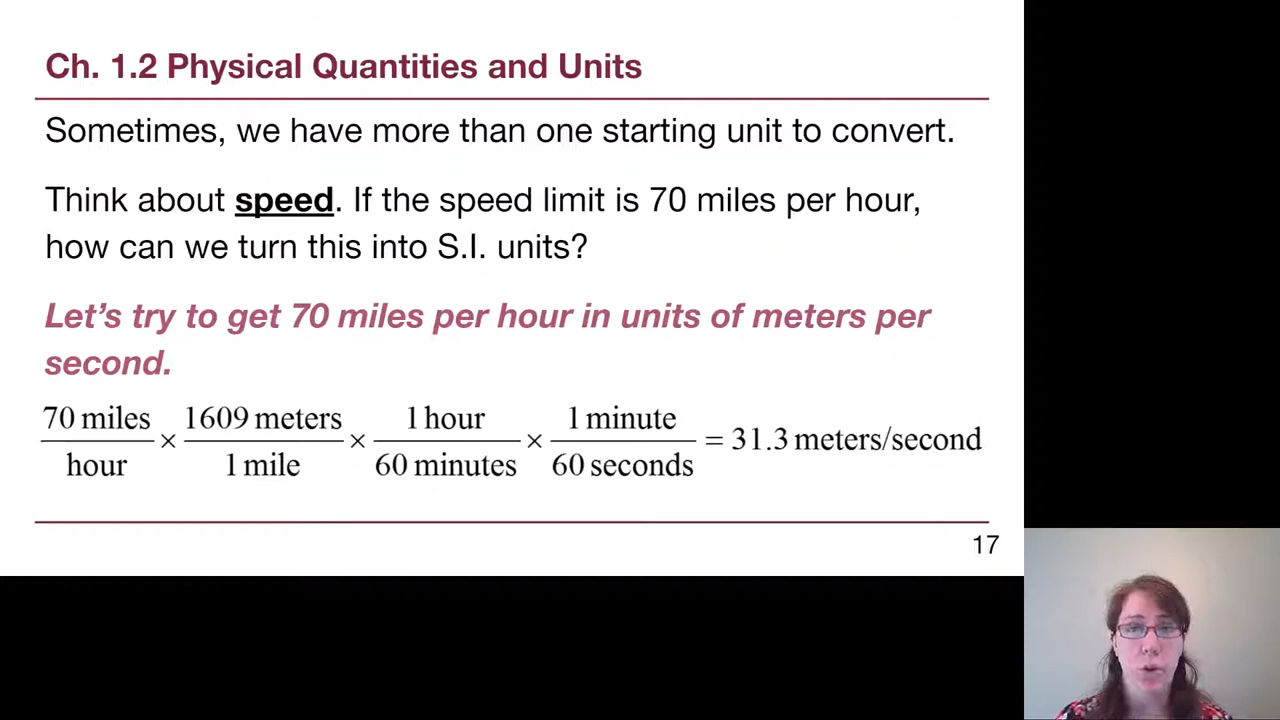 Ch. 1.2 Physical Quantities and Units
Sometimes, we have more than one starting unit to convert.
Think about speed. If the speed limit is 70 miles per hour,
how can we turn this into S.I. units?
Let's try to get 70 miles per hour in units of meters per
second.
70 miles/hour × 1609 meters/1 mile × 1 hour/60 minutes × 1 minute/60 seconds = 31.3 meters/second
17